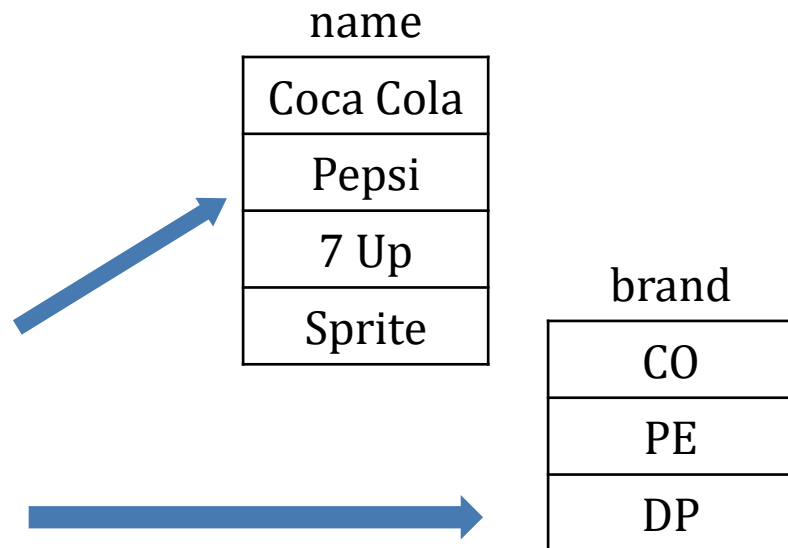 name
Coca Cola
Pepsi
7 Up
Sprite
brand
CO
PE
DP